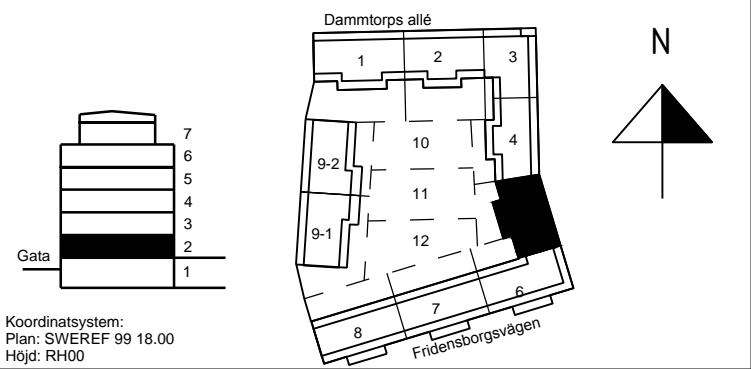 Dammtorps allé
N
1
2
3
4
10
9-2
11
9-1
12
6
7
8
Fridensborgsvägen
7
6
5
4
3
2
Gata
1
Koordinatsystem:
Plan: SWEREF 99 18.00
Höjd: RH00